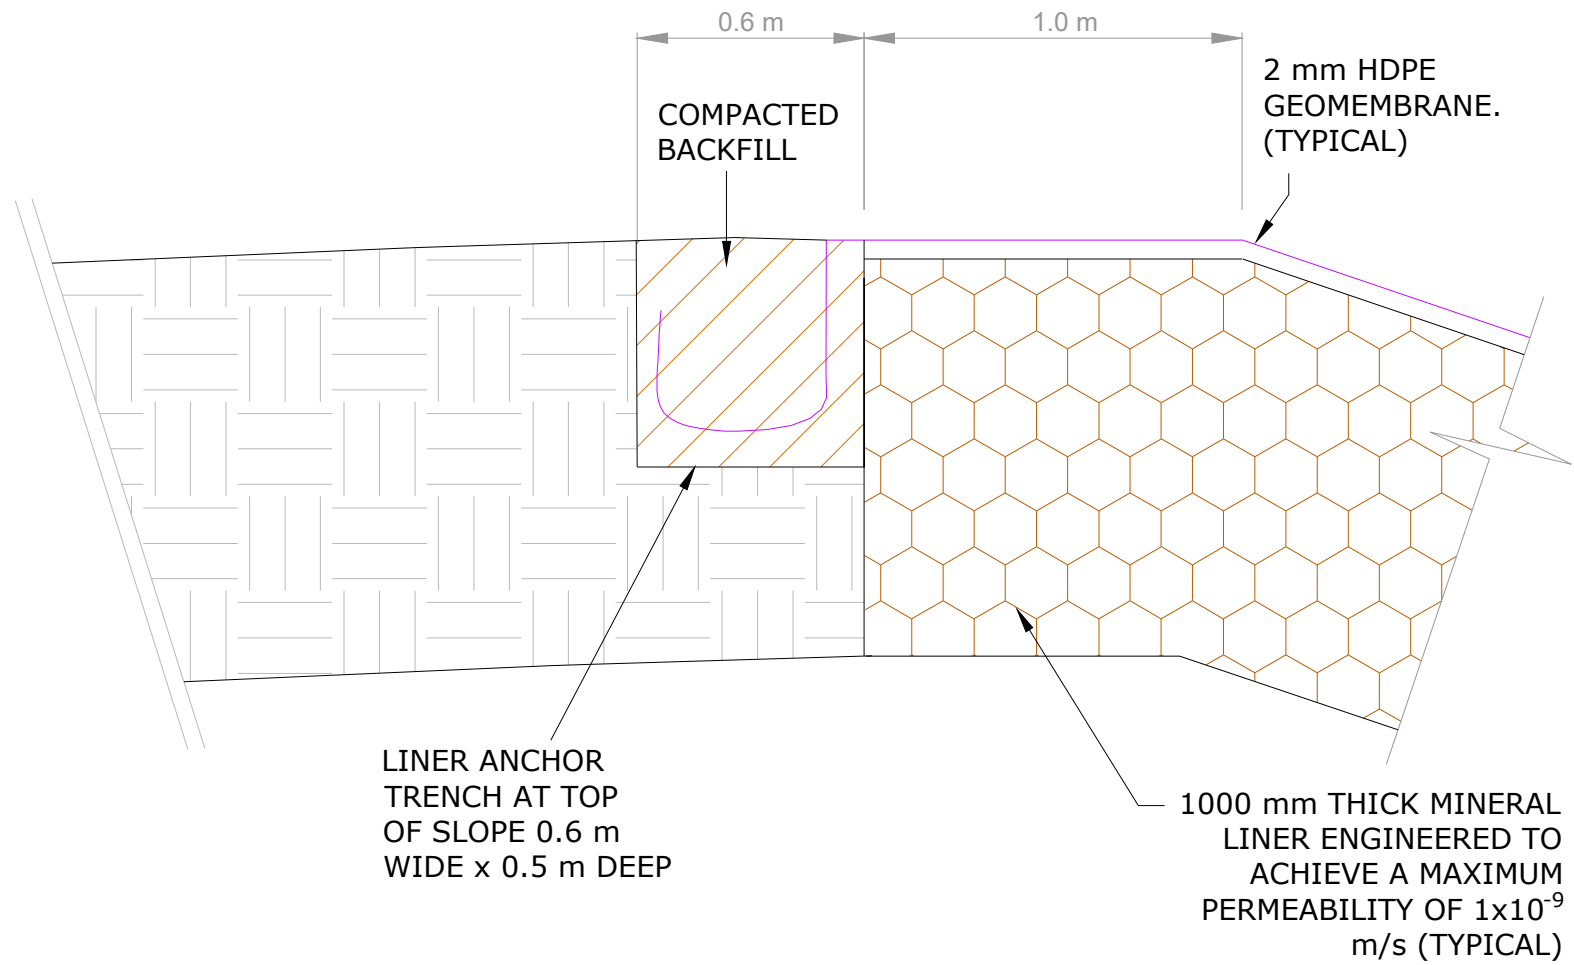 0.6 m
1.0 m
2 mm HDPE
GEOMEMBRANE.
(TYPICAL)
COMPACTED
BACKFILL
LINER ANCHOR
TRENCH AT TOP
OF SLOPE 0.6 m
WIDE x 0.5 m DEEP
1000 mm THICK MINERAL
LINER ENGINEERED TO
ACHIEVE A MAXIMUM
PERMEABILITY OF 1x10⁻⁹
m/s (TYPICAL)